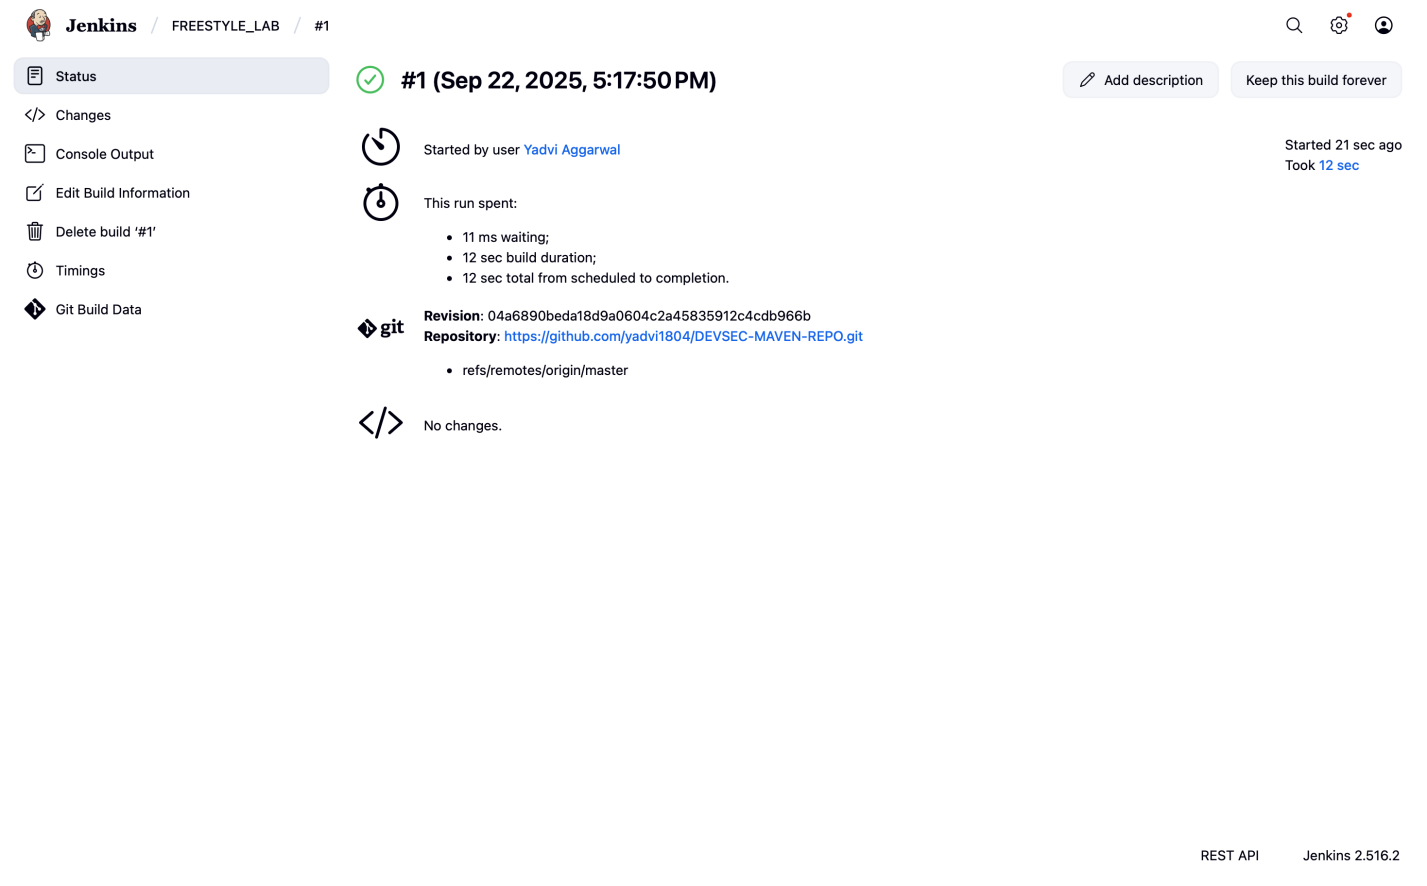 Jenkins / FREESTYLE_LAB / #1
Status
Changes
Console Output
Edit Build Information
Delete build ‘#1’
Timings
Git Build Data
#1 (Sep 22, 2025, 5:17:50 PM)
Add description
Keep this build forever
Started by user Yadvi Aggarwal
Started 21 sec ago
Took 12 sec
This run spent:
• 11 ms waiting;
• 12 sec build duration;
• 12 sec total from scheduled to completion.
git
Revision: 04a6890beda18d9a0604c2a45835912c4cdb966b
Repository: https://github.com/yadvi1804/DEVSEC-MAVEN-REPO.git
• refs/remotes/origin/master
No changes.
REST API
Jenkins 2.516.2